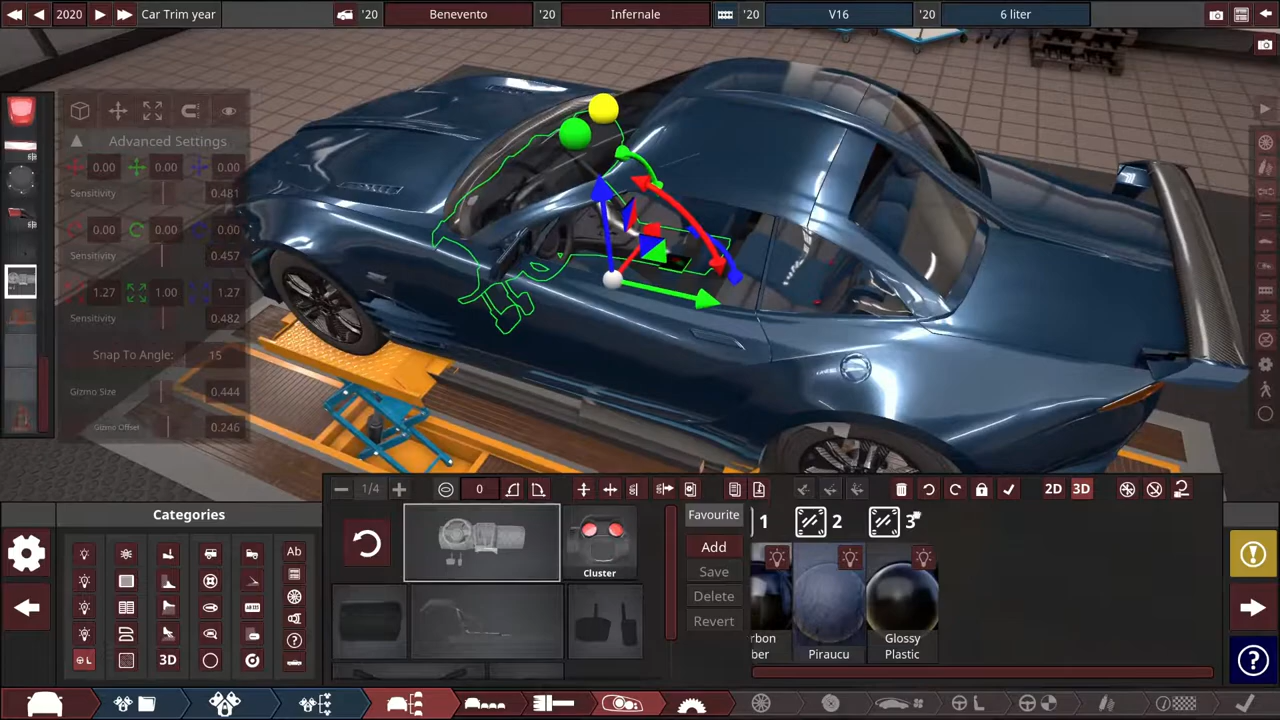 2020 Car Trim year '20 Benevento '20 Infernale '20 V16 '20 6 liter
Advanced Settings
0.00 0.00 0.00
Sensitivity 0.481
0.00 0.00 0.00
Sensitivity 0.457
1.27 1.00 1.27
Sensitivity 0.482
Snap To Angle: 15
Gizmo Size 0.444
Gizmo Offset 0.246
1/4 0 2D 3D
Categories
Ab
3D
L
Cluster
Favourite
Add
Save
Delete
Revert
1 2 3
rbon
ber
Piraucu
Glossy
Plastic